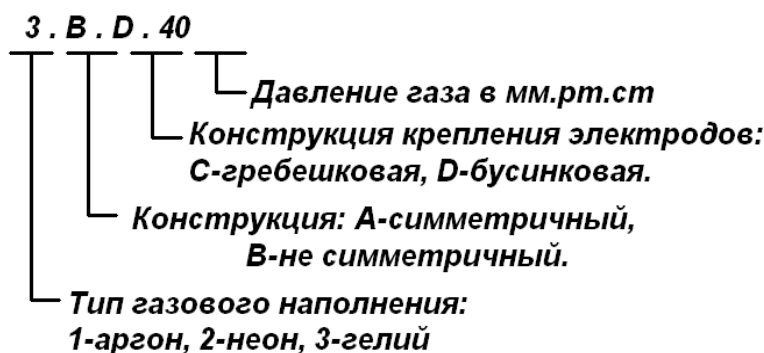 3 . B . D . 40
Давление газа в мм.рт.ст
Конструкция крепления электродов:
С-гребешковая, D-бусинковая.
Конструкция: А-симметричный,
В-не симметричный.
Тип газового наполнения:
1-аргон, 2-неон, 3-гелий